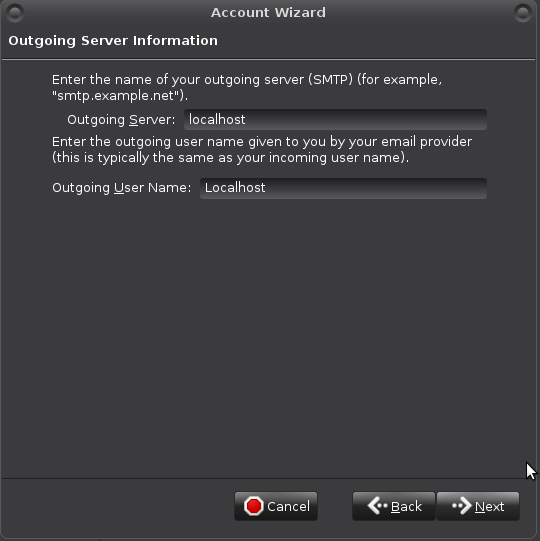 Account Wizard
Outgoing Server Information
Enter the name of your outgoing server (SMTP) (for example,
"smtp.example.net").
Outgoing Server: localhost
Enter the outgoing user name given to you by your email provider
(this is typically the same as your incoming user name).
Outgoing User Name: Localhost
Cancel Back Next